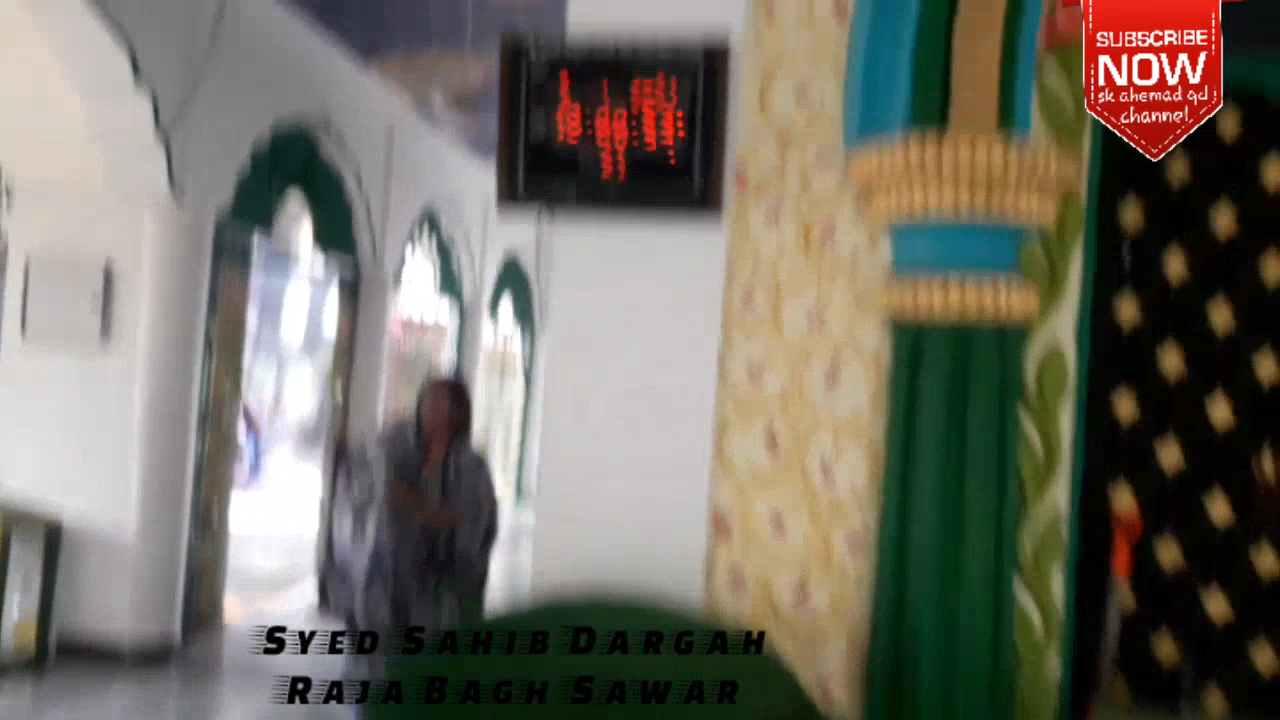 SUBSCRIBE
NOW
sk ahemad qd
channel
SYED SAHIB DARGAH
RAJA BAGH SAWAR